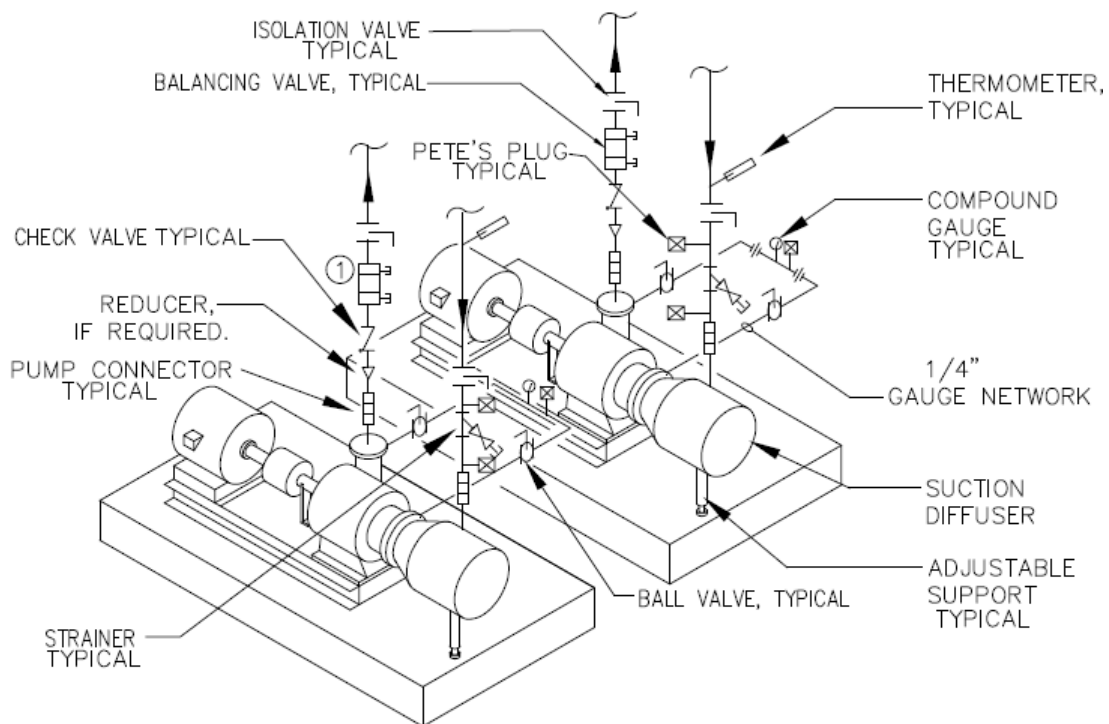 ISOLATION VALVE
TYPICAL
BALANCING VALVE, TYPICAL
THERMOMETER,
TYPICAL
PETE'S PLUG
TYPICAL
COMPOUND
GAUGE
TYPICAL
CHECK VALVE TYPICAL
1
REDUCER,
IF REQUIRED.
PUMP CONNECTOR
TYPICAL
1/4"
GAUGE NETWORK
SUCTION
DIFFUSER
ADJUSTABLE
SUPPORT
TYPICAL
BALL VALVE, TYPICAL
STRAINER
TYPICAL